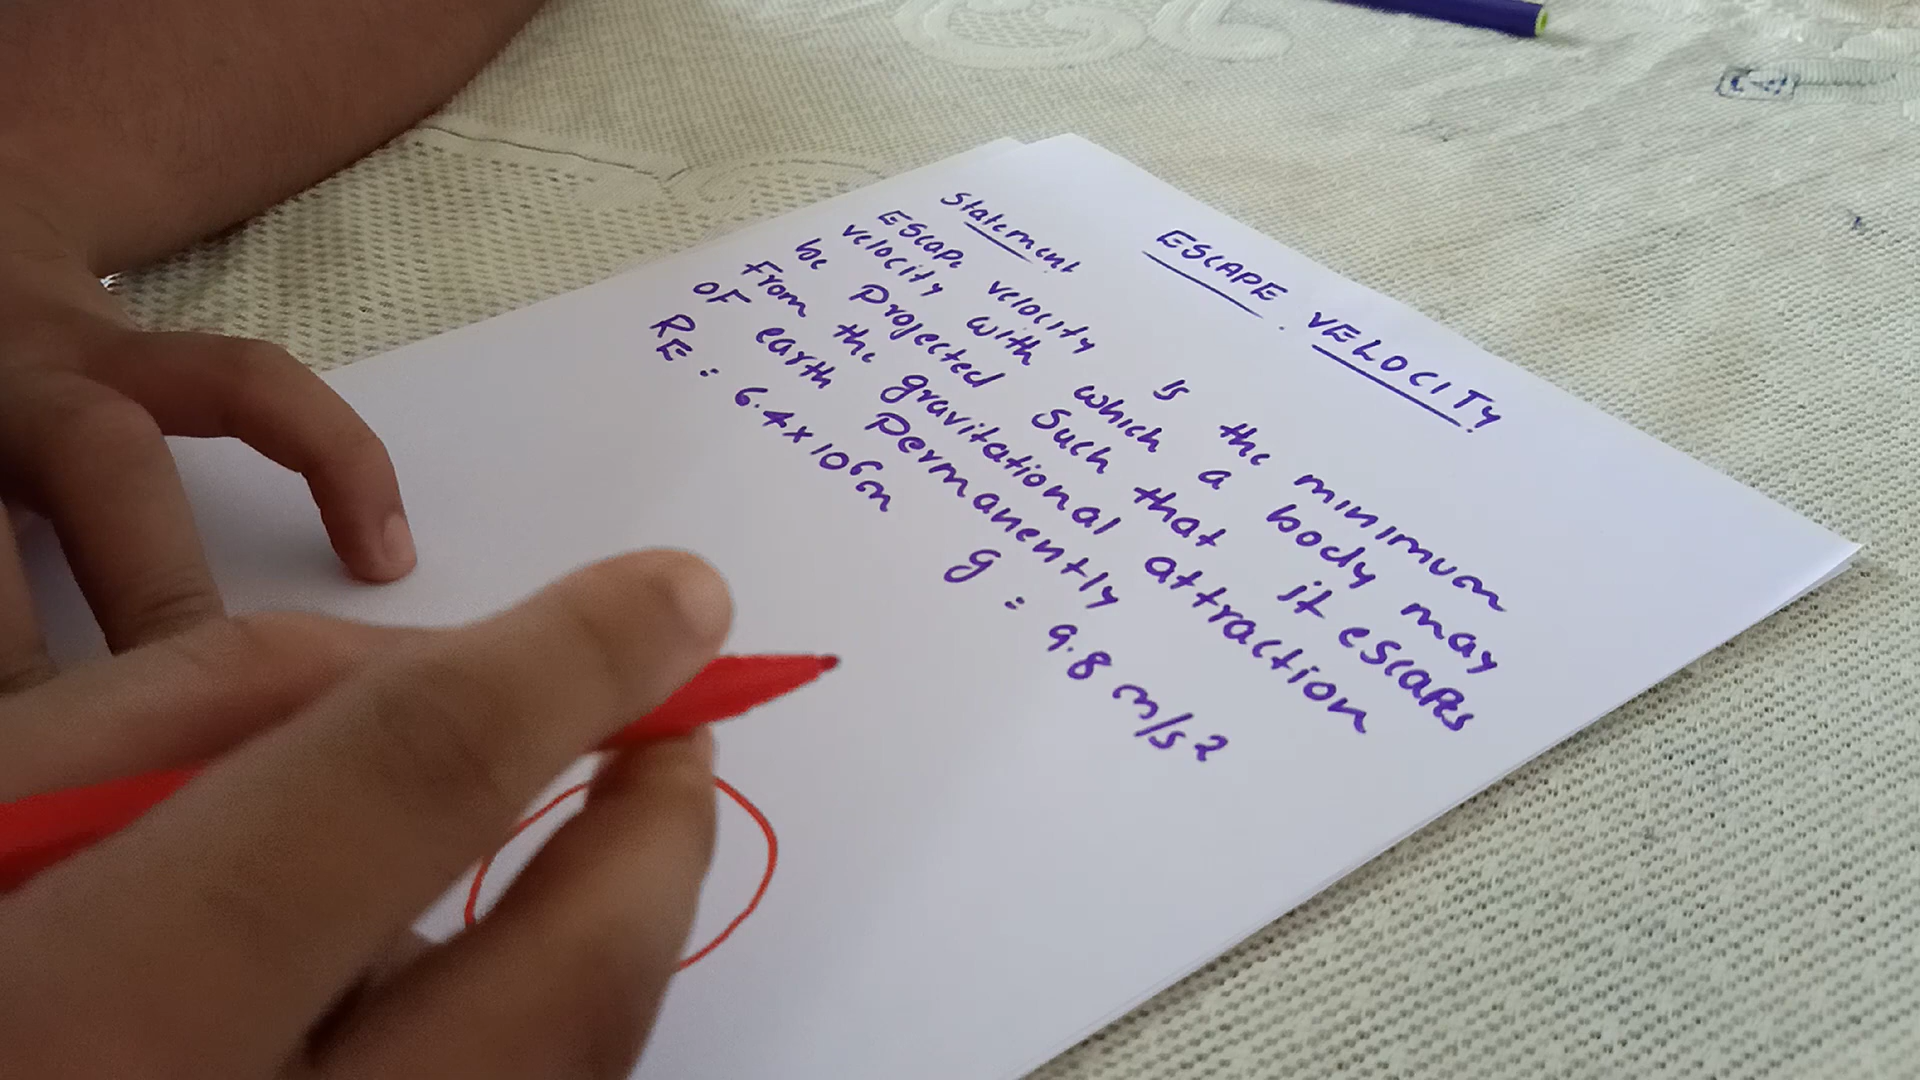 ESCAPE VELOCITY
Statement
Escape velocity is the minimum
velocity with which a body may
be projected such that it escapes
From the gravitational attraction
of earth permanently
RE = 6.4 × 10⁶m g = 9.8 m/s²